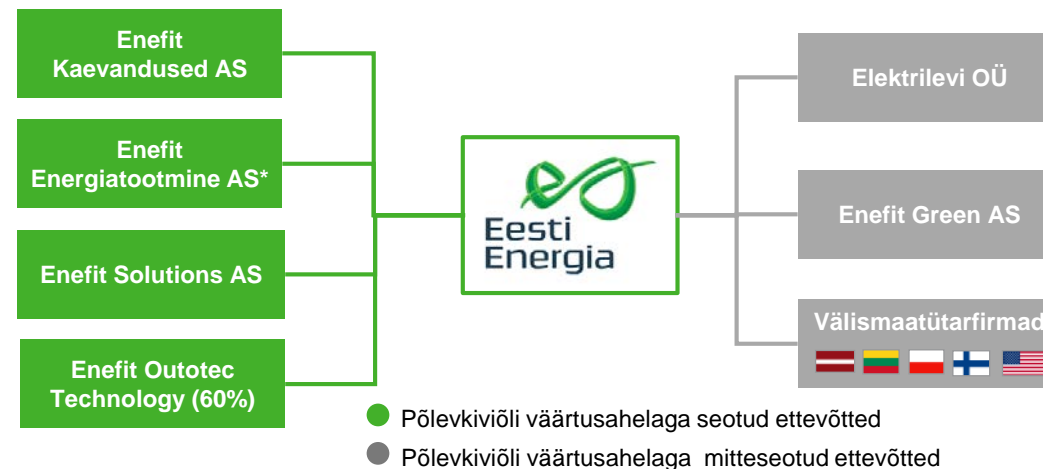 Enefit
Kaevandused AS
Enefit
Energiatootmine AS*
Enefit Solutions AS
Enefit Outotec
Technology (60%)
Eesti
Energia
Elektrilevi OÜ
Enefit Green AS
Välismaatütarfirmad
Põlevkiviõli väärtusahelaga seotud ettevõtted
Põlevkiviõli väärtusahelaga mitteseotud ettevõtted